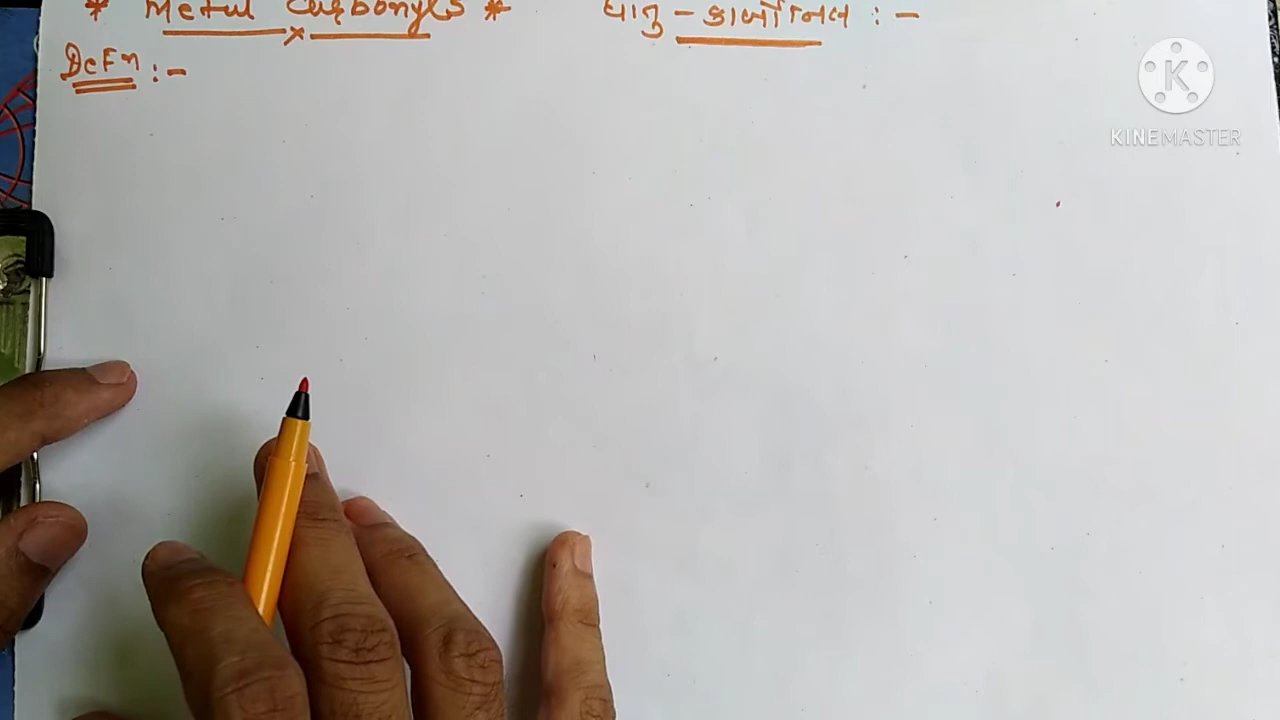 * Metal Carbonyls * धातु - कार्बोनिल :-
Defn :-
K
KINEMASTER